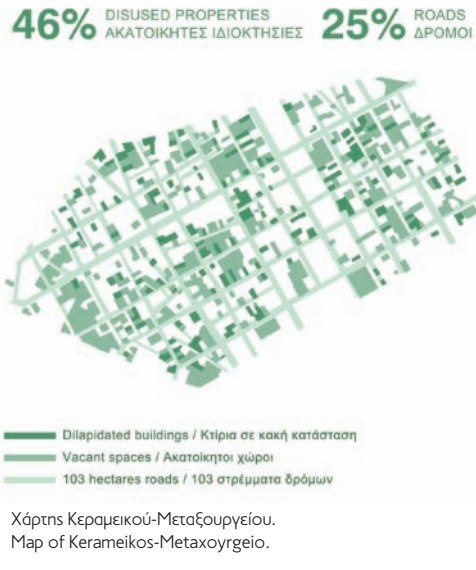 46% DISUSED PROPERTIES
ΑΚΑΤΟΙΚΗΤΕΣ ΙΔΙΟΚΤΗΣΙΕΣ
25% ROADS
ΔΡΟΜΟΙ
Dilapidated buildings / Κτίρια σε κακή κατάσταση
Vacant spaces / Ακατοίκητοι χώροι
103 hectares roads / 103 στρέμματα δρόμων
Χάρτης Κεραμεικού-Μεταξουργείου.
Map of Kerameikos-Metaxoyrgeio.